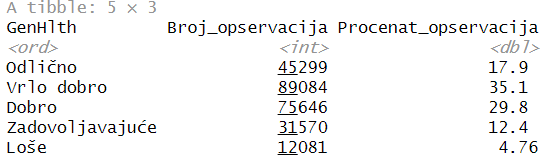 A tibble: 5 × 3
GenHlth Broj_opservacija Procenat_opservacija
<ord> <int> <dbl>
Odlično 45299 17.9
Vrlo dobro 89084 35.1
Dobro 75646 29.8
Zadovoljavajuće 31570 12.4
Loše 12081 4.76